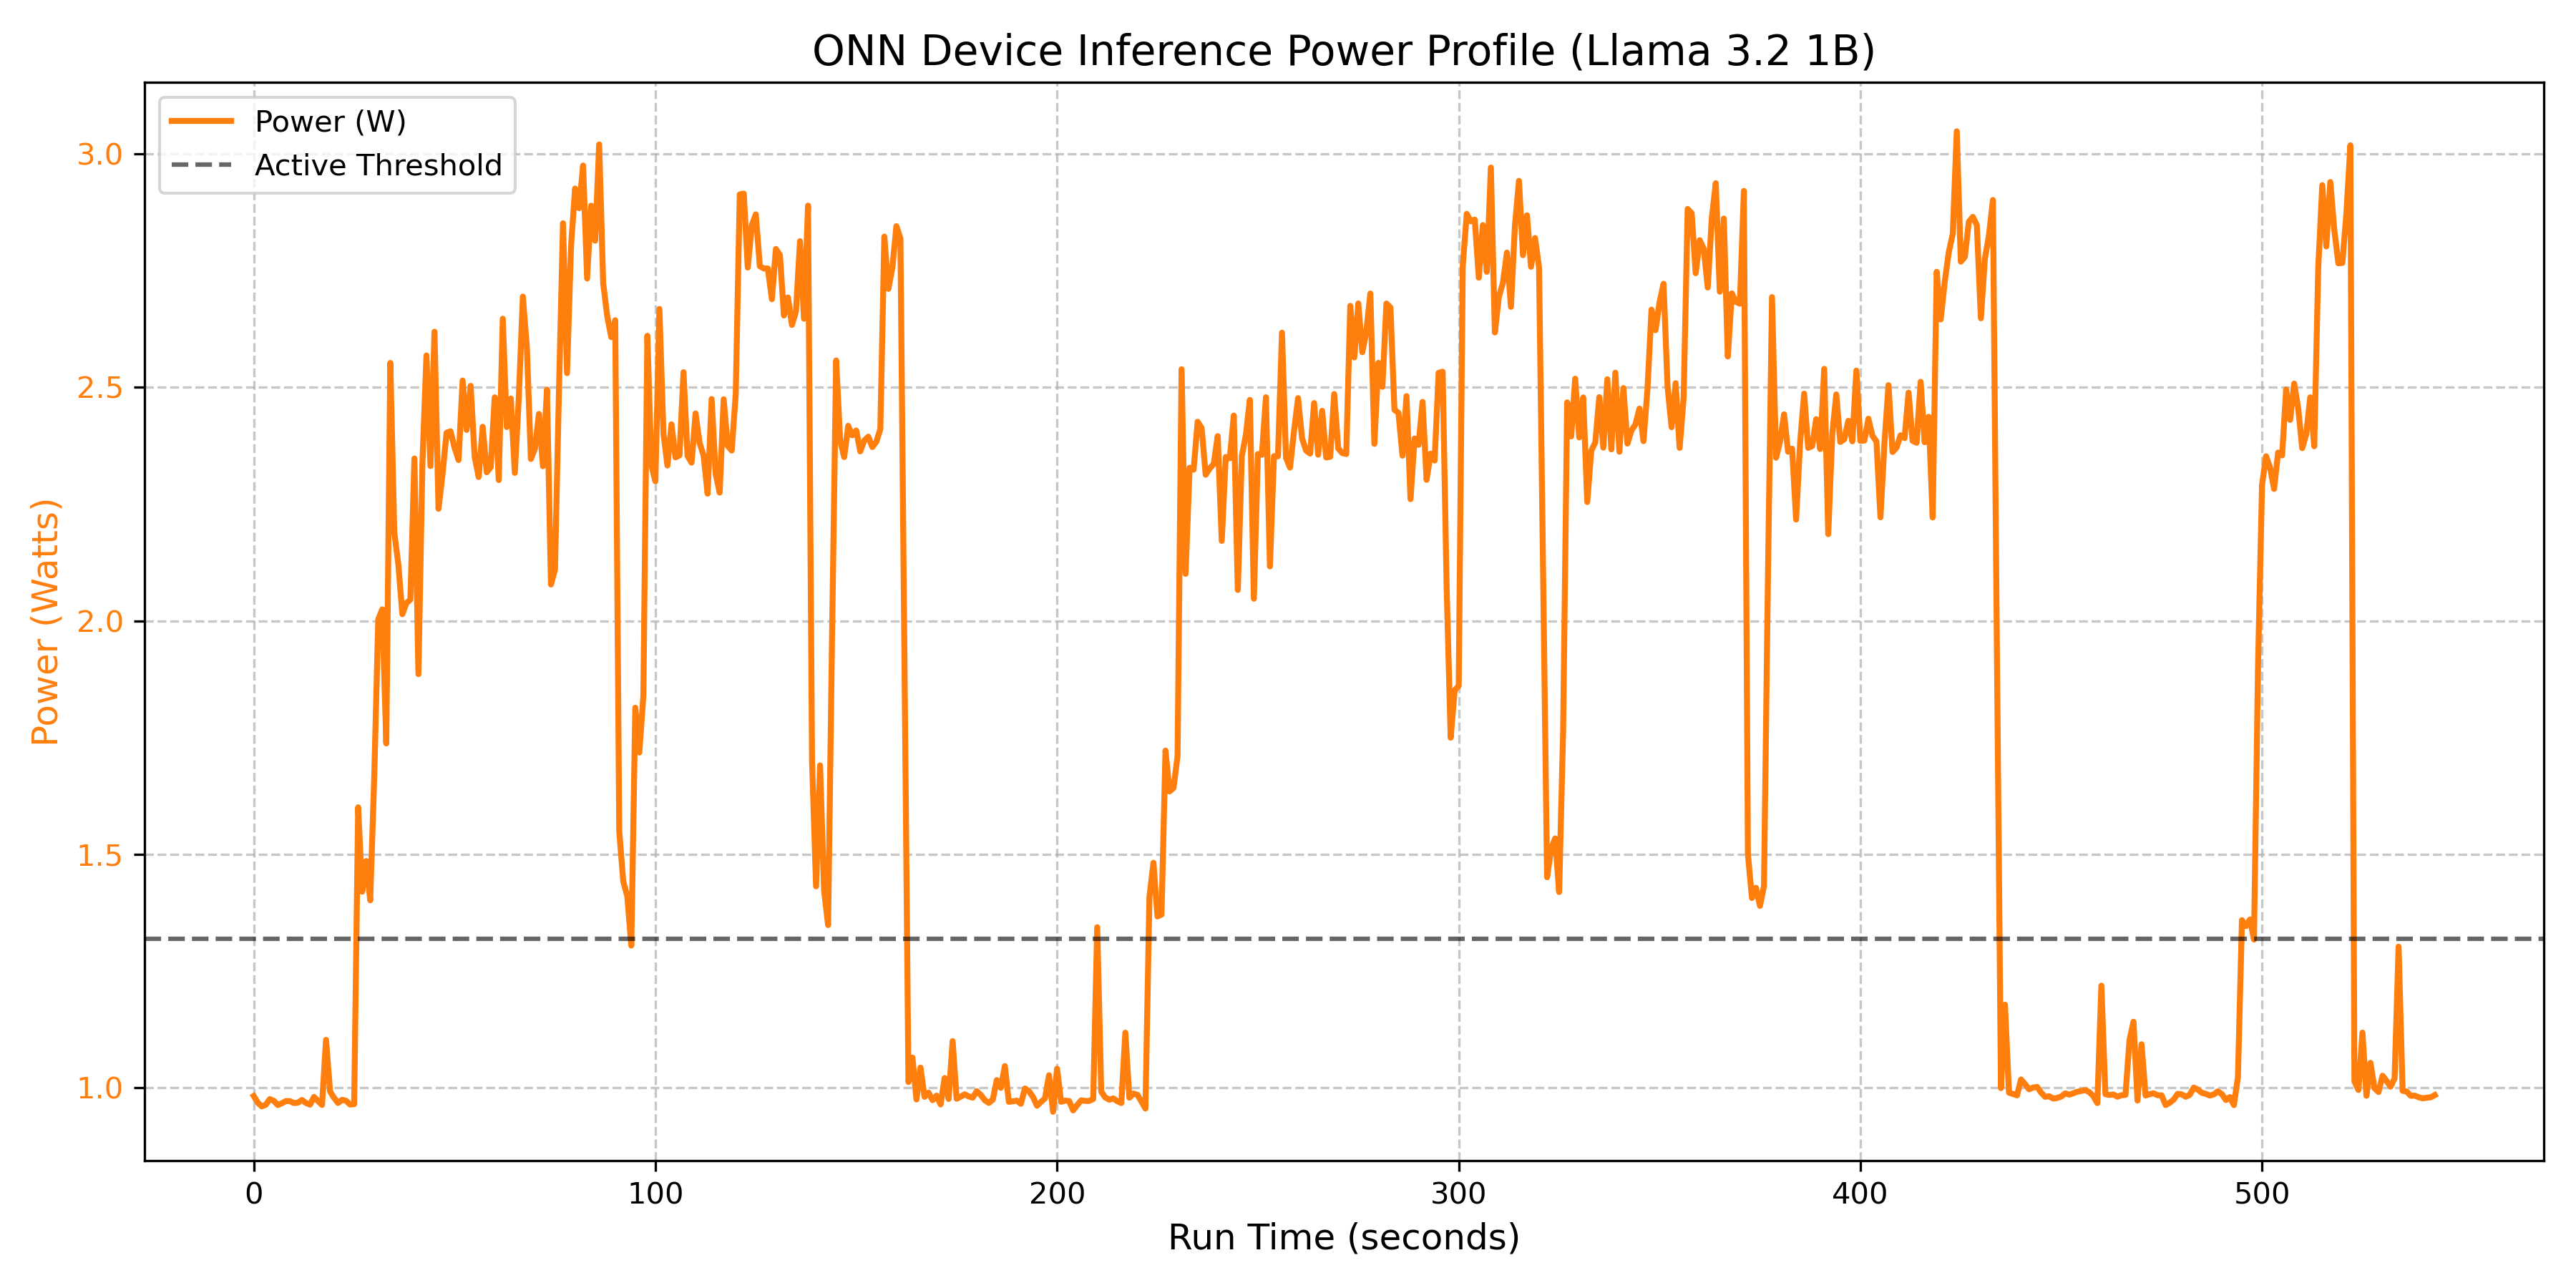 ONN Device Inference Power Profile (Llama 3.2 1B)
Power (W)
Active Threshold
3.0
2.5
2.0
1.5
1.0
Power (Watts)
0 100 200 300 400 500
Run Time (seconds)